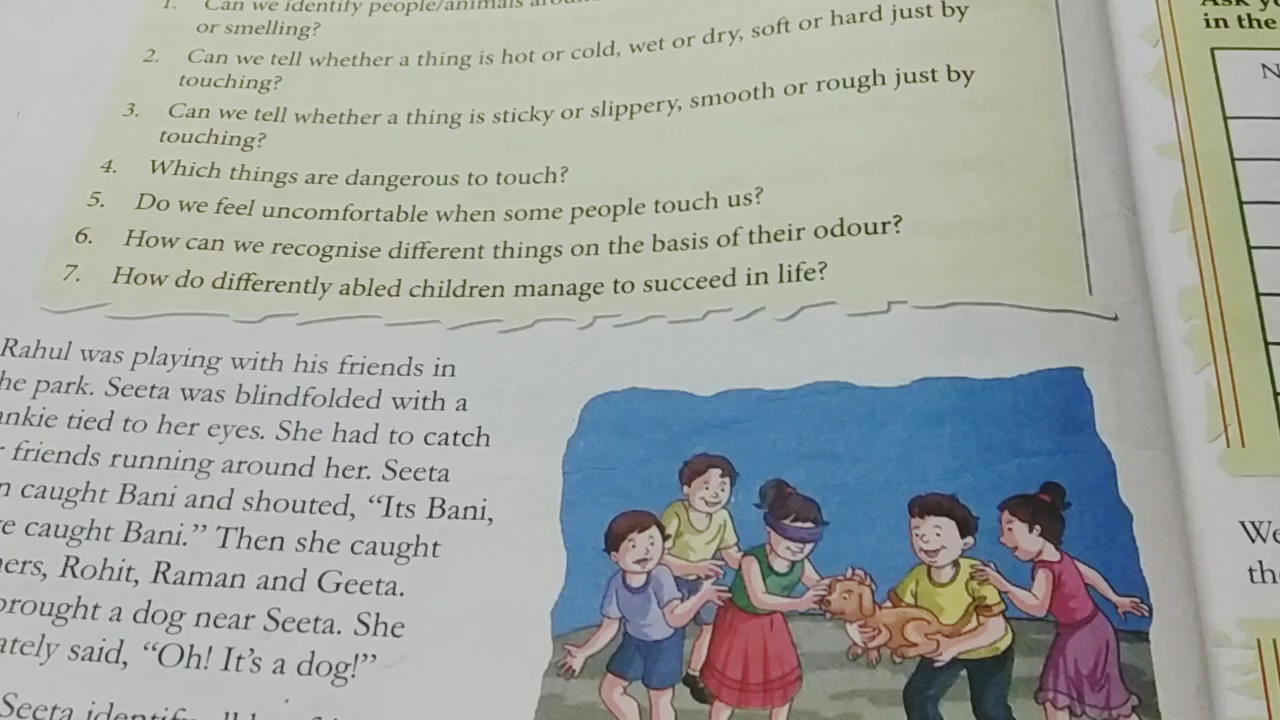 1. Can we identify people/animals
or smelling?
2. Can we tell whether a thing is hot or cold, wet or dry, soft or hard just by
touching?
3. Can we tell whether a thing is sticky or slippery, smooth or rough just by
touching?
4. Which things are dangerous to touch?
5. Do we feel uncomfortable when some people touch us?
6. How can we recognise different things on the basis of their odour?
7. How do differently abled children manage to succeed in life?
Rahul was playing with his friends in
park. Seeta was blindfolded with a
tied to her eyes. She had to catch
friends running around her. Seeta
caught Bani and shouted, “Its Bani,
caught Bani.” Then she caught
Rohit, Raman and Geeta.
a dog near Seeta. She
said, “Oh! It’s a dog!”
Seeta
in the